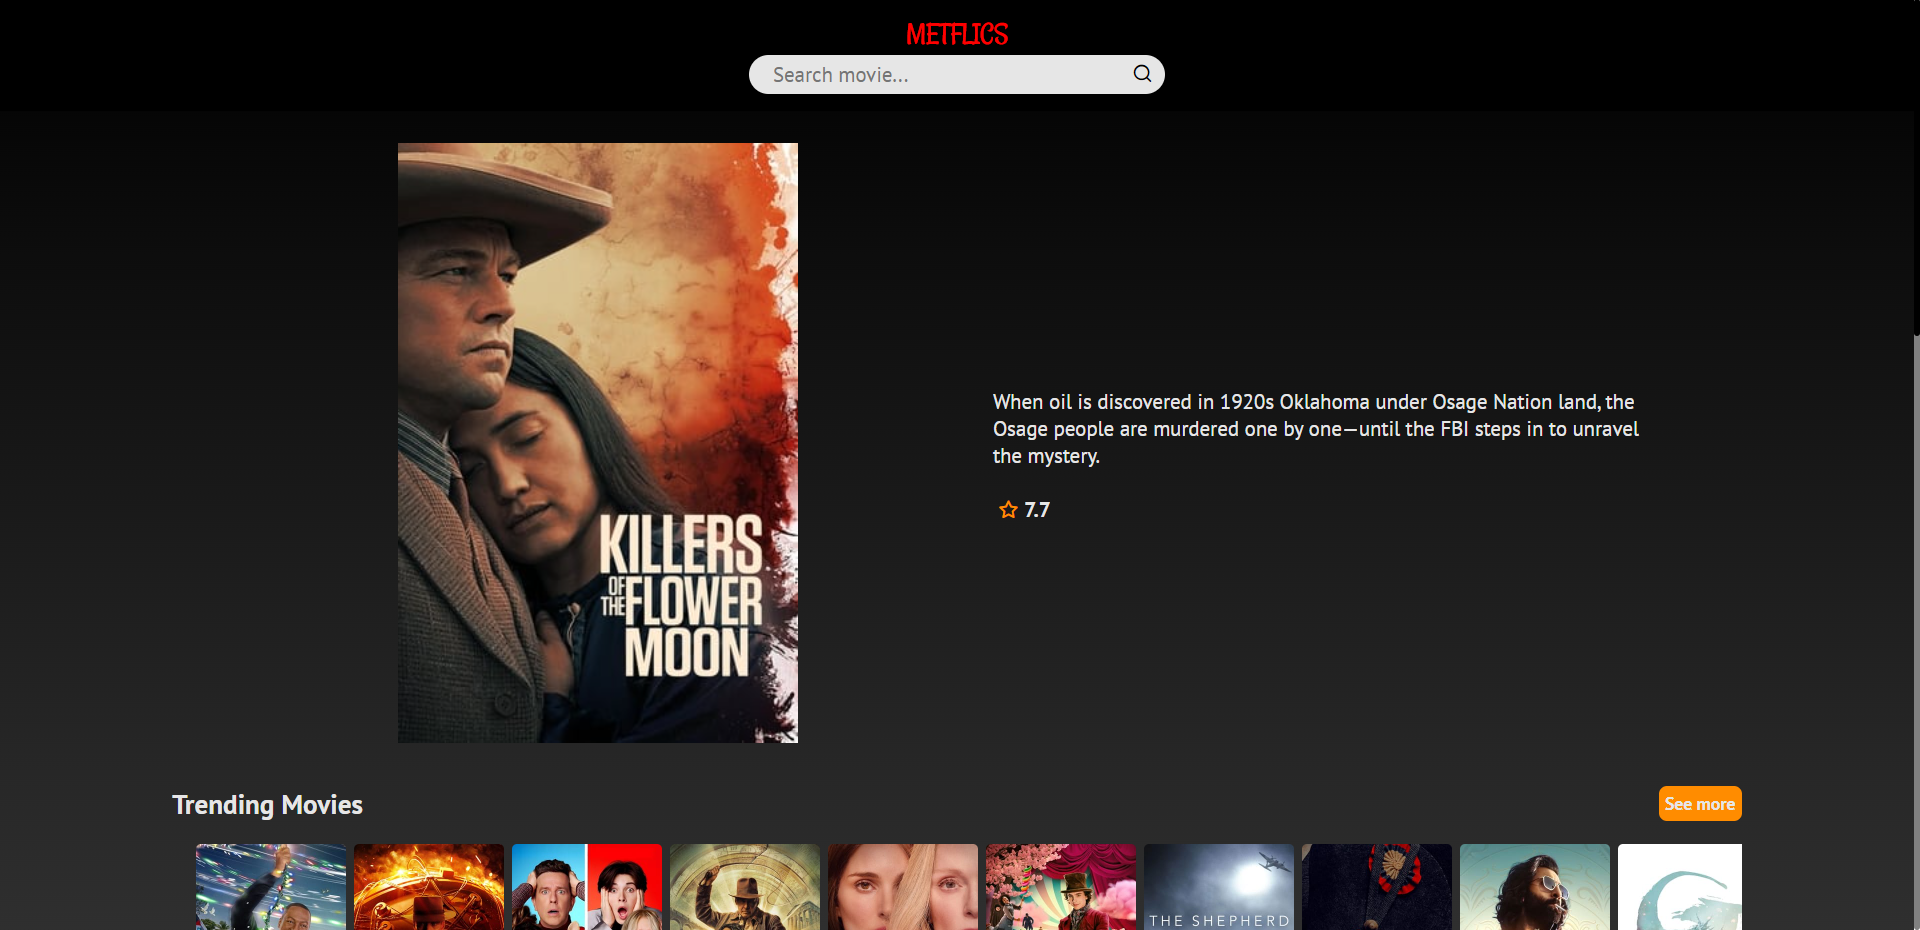 METFLICS
Search movie...
KILLERS
OF THE FLOWER
MOON
When oil is discovered in 1920s Oklahoma under Osage Nation land, the
Osage people are murdered one by one—until the FBI steps in to unravel
the mystery.
7.7
Trending Movies
See more
THE SHEPHERD